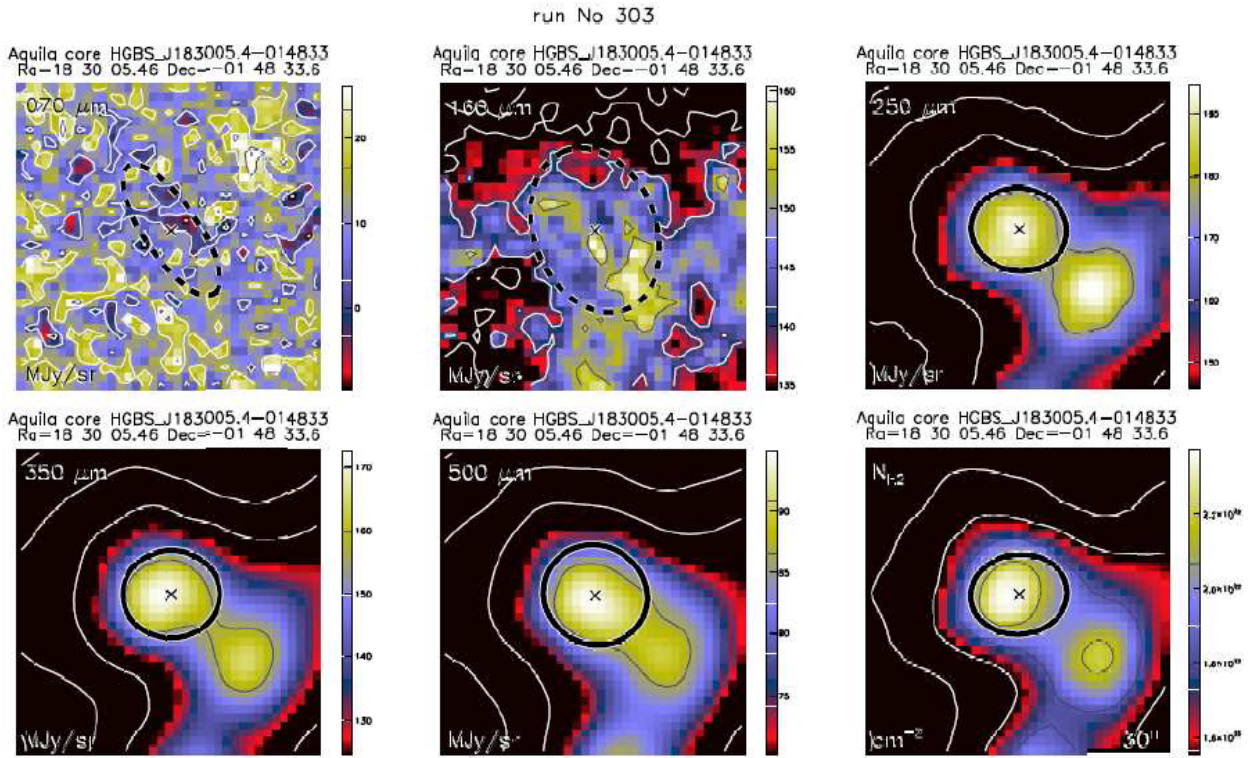 run No 303
Aquila core HGBS_J183005.4-014833
Ra=18 30 05.46 Dec=-01 48 33.6
070 μm
MJy/sr
20
10
0
Aquila core HGBS_J183005.4-014833
Ra=18 30 05.46 Dec=-01 48 33.6
160 μm
MJy/sr
160
155
150
145
140
135
Aquila core HGBS_J183005.4-014833
Ra=18 30 05.46 Dec=-01 48 33.6
250 μm
MJy/sr
170
Aquila core HGBS_J183005.4-014833
Ra=18 30 05.46 Dec=-01 48 33.6
350 μm
MJy/sr
170
160
150
140
130
Aquila core HGBS_J183005.4-014833
Ra=18 30 05.46 Dec=-01 48 33.6
500 μm
MJy/sr
90
85
80
75
Aquila core HGBS_J183005.4-014833
Ra=18 30 05.46 Dec=-01 48 33.6
N_H2
cm⁻²
30"